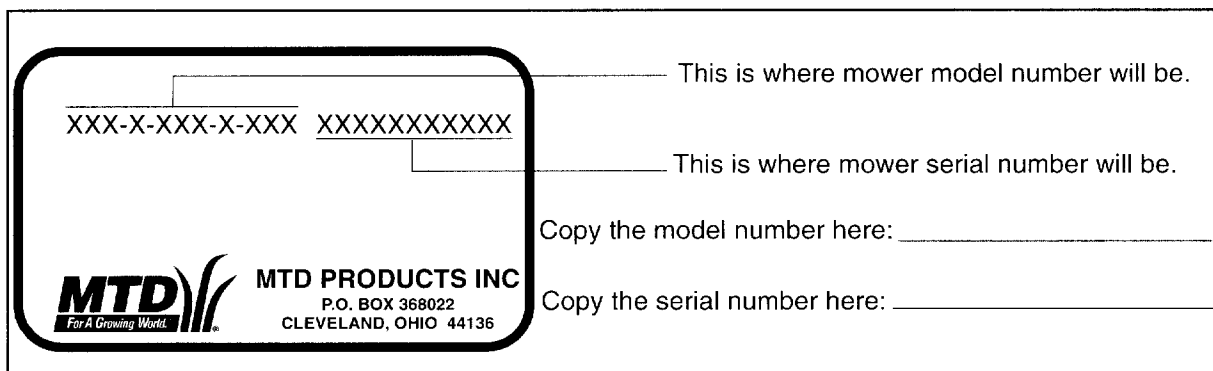 This is where mower model number will be.
XXX-X-XXX-X-XXX XXXXXXXXXXX
This is where mower serial number will be.
Copy the model number here:
MTD
For A Growing World.
®
MTD PRODUCTS INC
P.O. BOX 368022
CLEVELAND, OHIO 44136
Copy the serial number here: